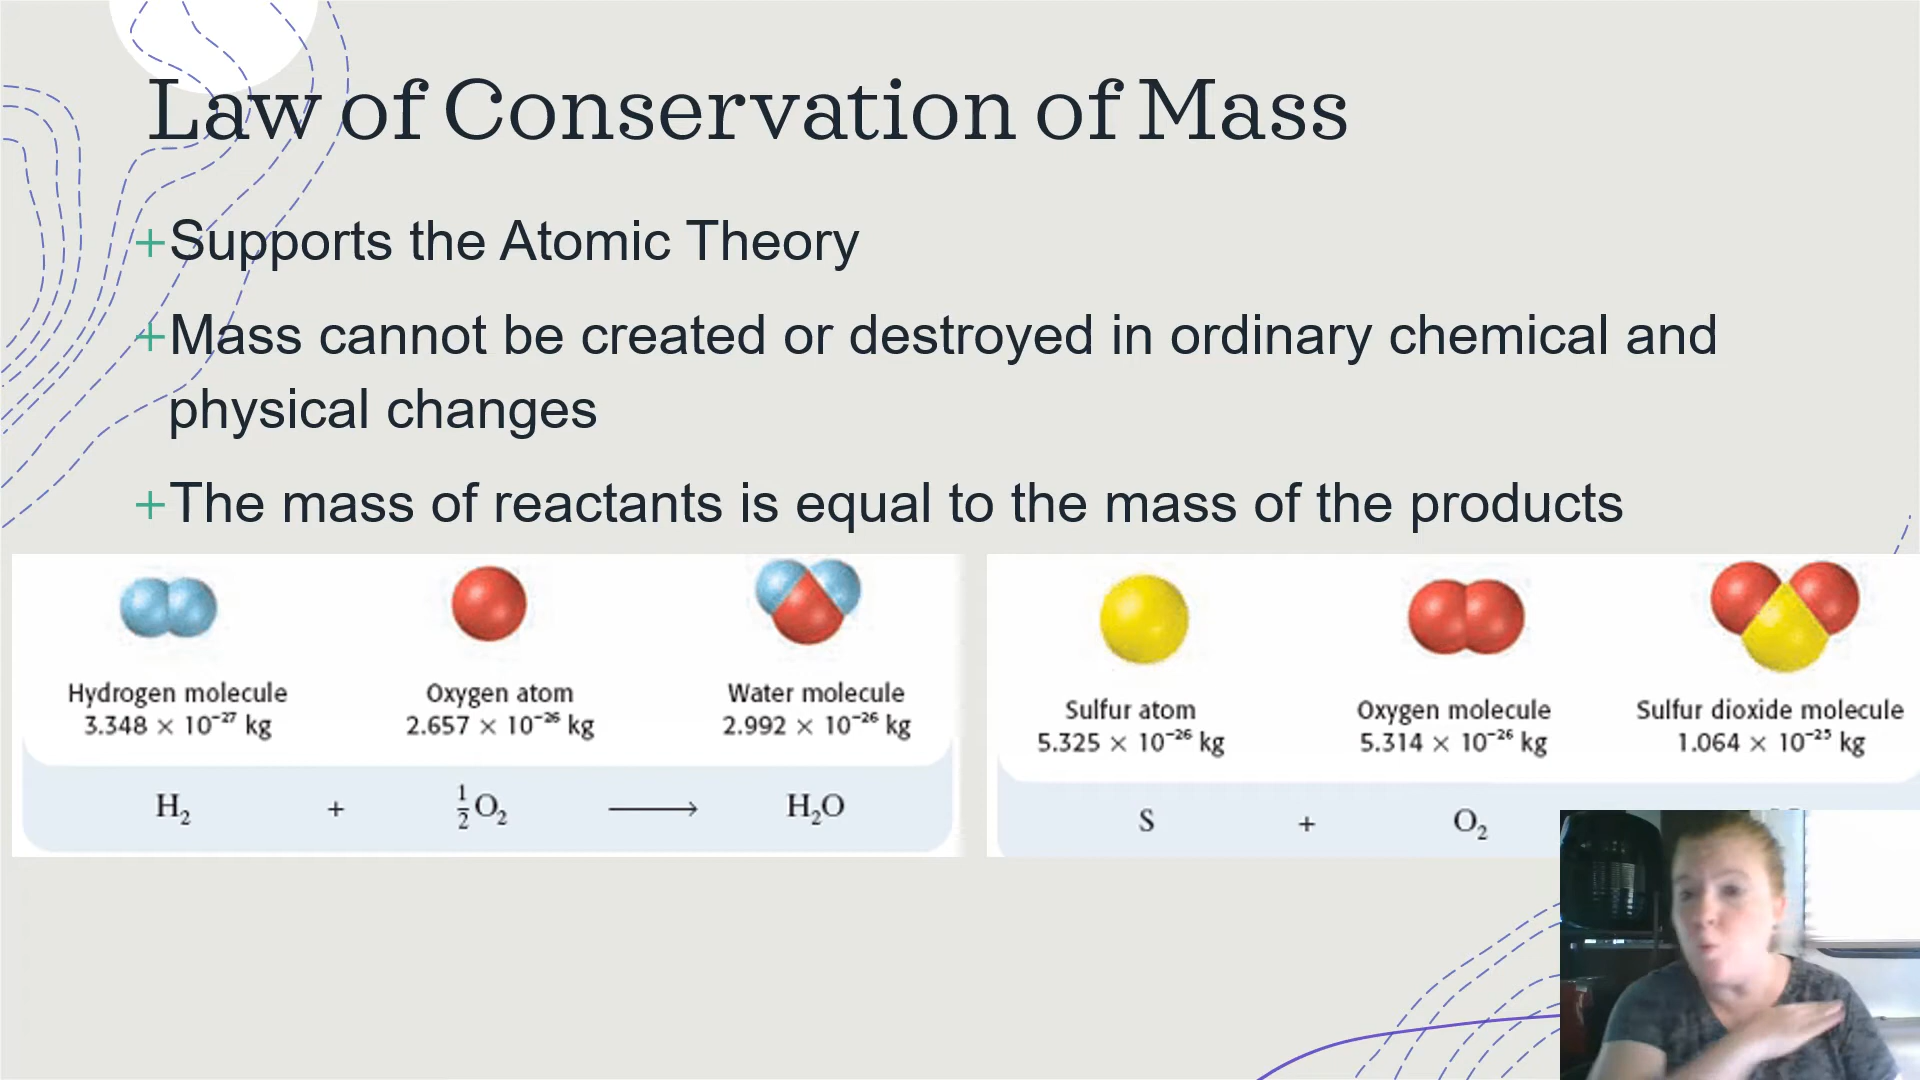 Law of Conservation of Mass
+Supports the Atomic Theory
+Mass cannot be created or destroyed in ordinary chemical and
physical changes
+The mass of reactants is equal to the mass of the products
Hydrogen molecule
3.348 × 10⁻²⁷ kg
Oxygen atom
2.657 × 10⁻²⁶ kg
Water molecule
2.992 × 10⁻²⁶ kg
H₂ + ½O₂ ⟶ H₂O
Sulfur atom
5.325 × 10⁻²⁶ kg
Oxygen molecule
5.314 × 10⁻²⁶ kg
Sulfur dioxide molecule
1.064 × 10⁻²⁵ kg
S + O₂